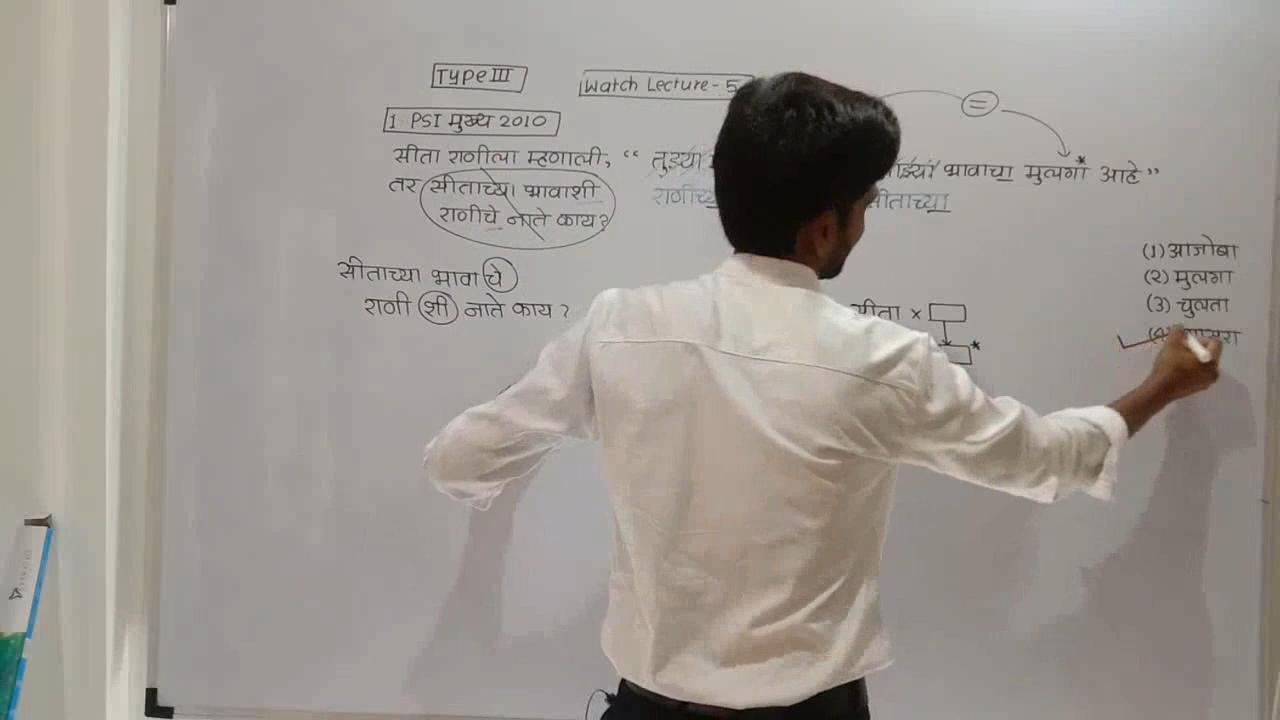 Type III
Watch Lecture - 5
1. PSI मुख्य 2010
सीता राणीला म्हणाली, “ तुझ्या भावाचा मुलगा आहे ”
=
तर सीताच्या भावाशी
राणीच्या सीताच्या
राणीचे नाते काय ?
सीताच्या भावाचे
राणीशी नाते काय ?
सीता ×
(1) आजोबा
(2) मुलगा
(3) चुलता